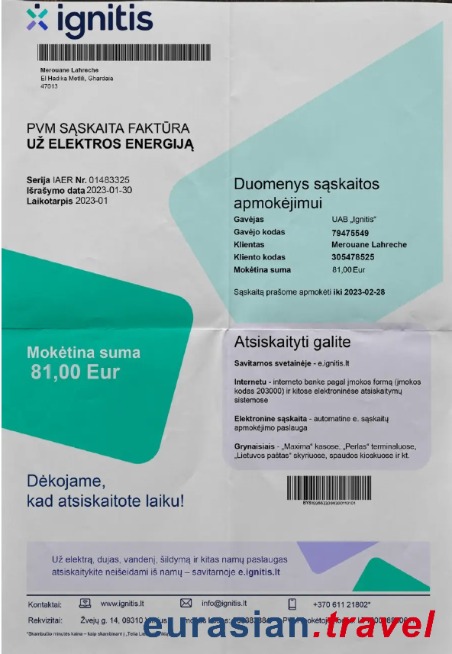 ignitis
Merouane Lahreche
El Hadika Metlili, Ghardaia
47013
PVM SĄSKAITA FAKTŪRA
UŽ ELEKTROS ENERGIJĄ
Serija IAER Nr. 01483325
Išrašymo data 2023-01-30
Laikotarpis 2023-01
Duomenys sąskaitos
apmokėjimui
Gavėjas UAB „Ignitis"
Gavėjo kodas 79475549
Klientas Merouane Lahreche
Kliento kodas 305478525
Mokėtina suma 81,00 Eur
Sąskaitą prašome apmokėti iki 2023-02-28
Mokėtina suma
81,00 Eur
Atsiskaityti galite
Savitarnos svetainėje - e.ignitis.lt
Internetu - interneto banke pagal įmokos formą (įmokos
kodas 203000) ir kitose elektroninėse atsiskaitymų
sistemose
Elektroninė sąskaita - automatinė e. sąskaitų
apmokėjimo paslauga
Grynaisiais - „Maxima" kasose, „Perlas" terminaluose,
„Lietuvos paštas" skyriuose, spaudos kioskuose ir kt.
Dėkojame,
kad atsiskaitote laiku!
Už elektrą, dujas, vandenį, šildymą ir kitas namų paslaugas
atsiskaitykite neišeidami iš namų – savitarnoje e.ignitis.lt
Kontaktai: www.ignitis.lt info@ignitis.lt +370 611 21802*
Rekvizitai: Žvejų g. 14, 09310
eurasian.travel